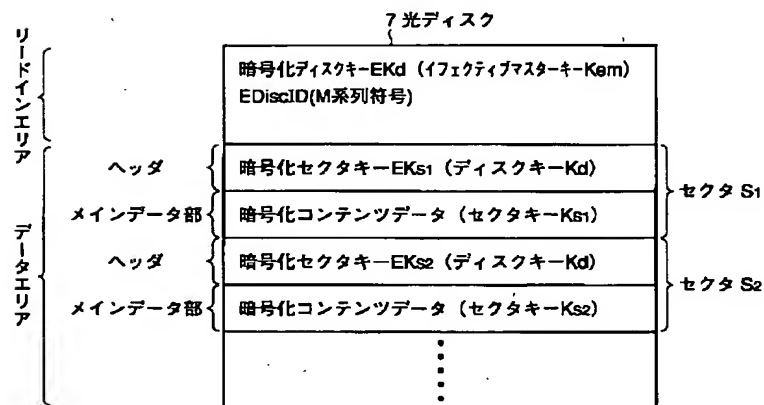 7 光ディスク
リードインエリア
暗号化ディスクキーEKd (イフェクティブマスターキーKem)
EDiscID(M系列符号)
データエリア
ヘッダ
暗号化セクタキーEKS1 (ディスクキーKd)
セクタ S1
メインデータ部
暗号化コンテンツデータ (セクタキーKS1)
ヘッダ
暗号化セクタキーEKS2 (ディスクキーKd)
セクタ S2
メインデータ部
暗号化コンテンツデータ (セクタキーKS2)